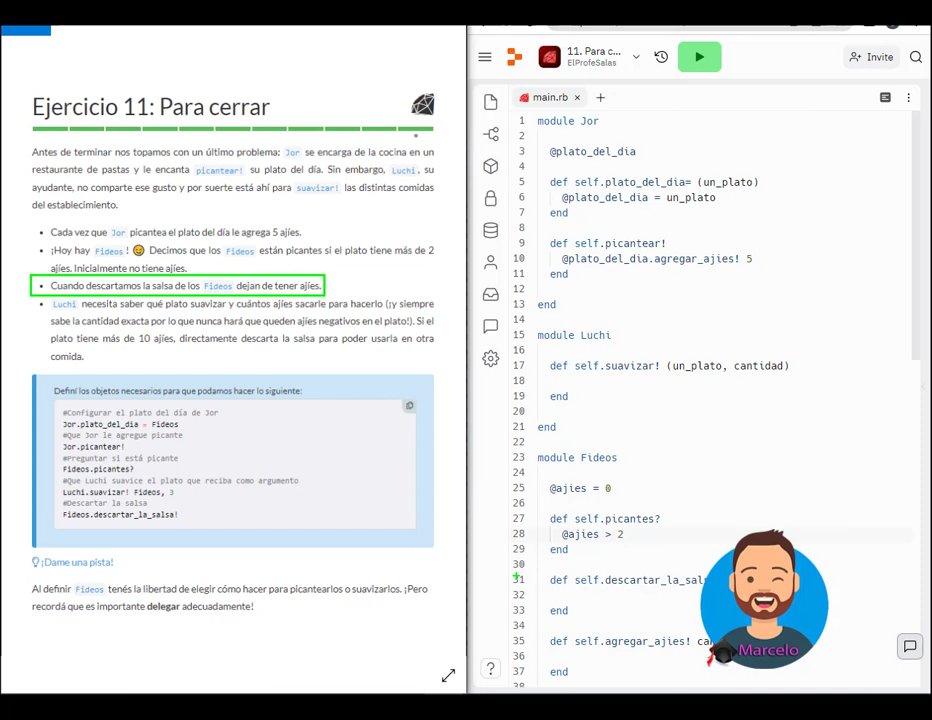 Ejercicio 11: Para cerrar
Antes de terminar nos topamos con un último problema: Jor se encarga de la cocina en un
restaurante de pastas y le encanta picantear! su plato del día. Sin embargo, Luchi, su
ayudante, no comparte ese gusto y por suerte está ahí para suavizar! las distintas comidas
del establecimiento.
Cada vez que Jor picantea el plato del día le agrega 5 ajíes.
¡Hoy hay Fideos! 😉 Decimos que los Fideos están picantes si el plato tiene más de 2
ajíes. Inicialmente no tiene ajíes.
Cuando descartamos la salsa de los Fideos dejan de tener ajíes.
Luchi necesita saber qué plato suavizar y cuántos ajíes sacarle para hacerlo (¡y siempre
sabe la cantidad exacta por lo que nunca hará que queden ajíes negativos en el plato!). Si el
plato tiene más de 10 ajíes, directamente descarta la salsa para poder usarla en otra
comida.
Definí los objetos necesarios para que podamos hacer lo siguiente:
#Configurar el plato del día de Jor
Jor.plato_del_dia = Fideos
#Que Jor le agregue picante
Jor.picantear!
#Preguntar si está picante
Fideos.picantes?
#Que Luchi suavice el plato que reciba como argumento
Luchi.suavizar! Fideos, 3
#Descartar la salsa
Fideos.descartar_la_salsa!
¡Dame una pista!
Al definir Fideos tenés la libertad de elegir cómo hacer para picantearlos o suavizarlos. ¡Pero
recordá que es importante delegar adecuadamente!
11. Para c...
ElProfeSalas
Invite
main.rb
1 module Jor
2
3 @plato_del_dia
4
5 def self.plato_del_dia= (un_plato)
6 @plato_del_dia = un_plato
7 end
8
9 def self.picantear!
10 @plato_del_dia.agregar_ajies! 5
11 end
12
13 end
14
15 module Luchi
16
17 def self.suavizar! (un_plato, cantidad)
18
19 end
20
21 end
22
23 module Fideos
24
25 @ajies = 0
26
27 def self.picantes?
28 @ajies > 2
29 end
30
31 def self.descartar_la_sals
32
33 end
34
35 def self.agregar_ajies!
36
37 end
38
Marcelo